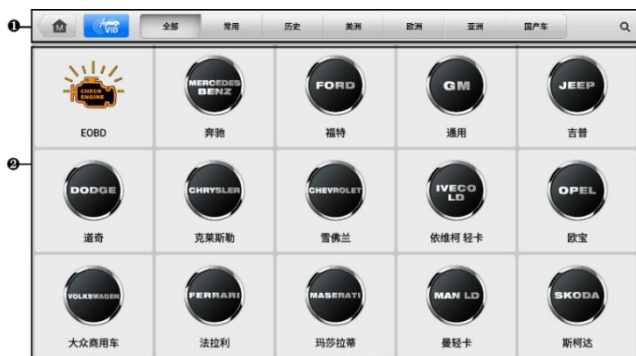 ❶
M
VID
全部 常用 历史 美洲 欧洲 亚洲 国产车
❷
CHECK ENGINE
MERCEDES BENZ
FORD
GM
JEEP
EOBD 奔驰 福特 通用 吉普
DODGE
CHRYSLER
CHEVROLET
IVECO LD
OPEL
道奇 克莱斯勒 雪佛兰 依维柯 轻卡 欧宝
VOLKSWAGEN
FERRARI
MASERATI
MAN LD
SKODA
大众商用车 法拉利 玛莎拉蒂 曼轻卡 斯柯达